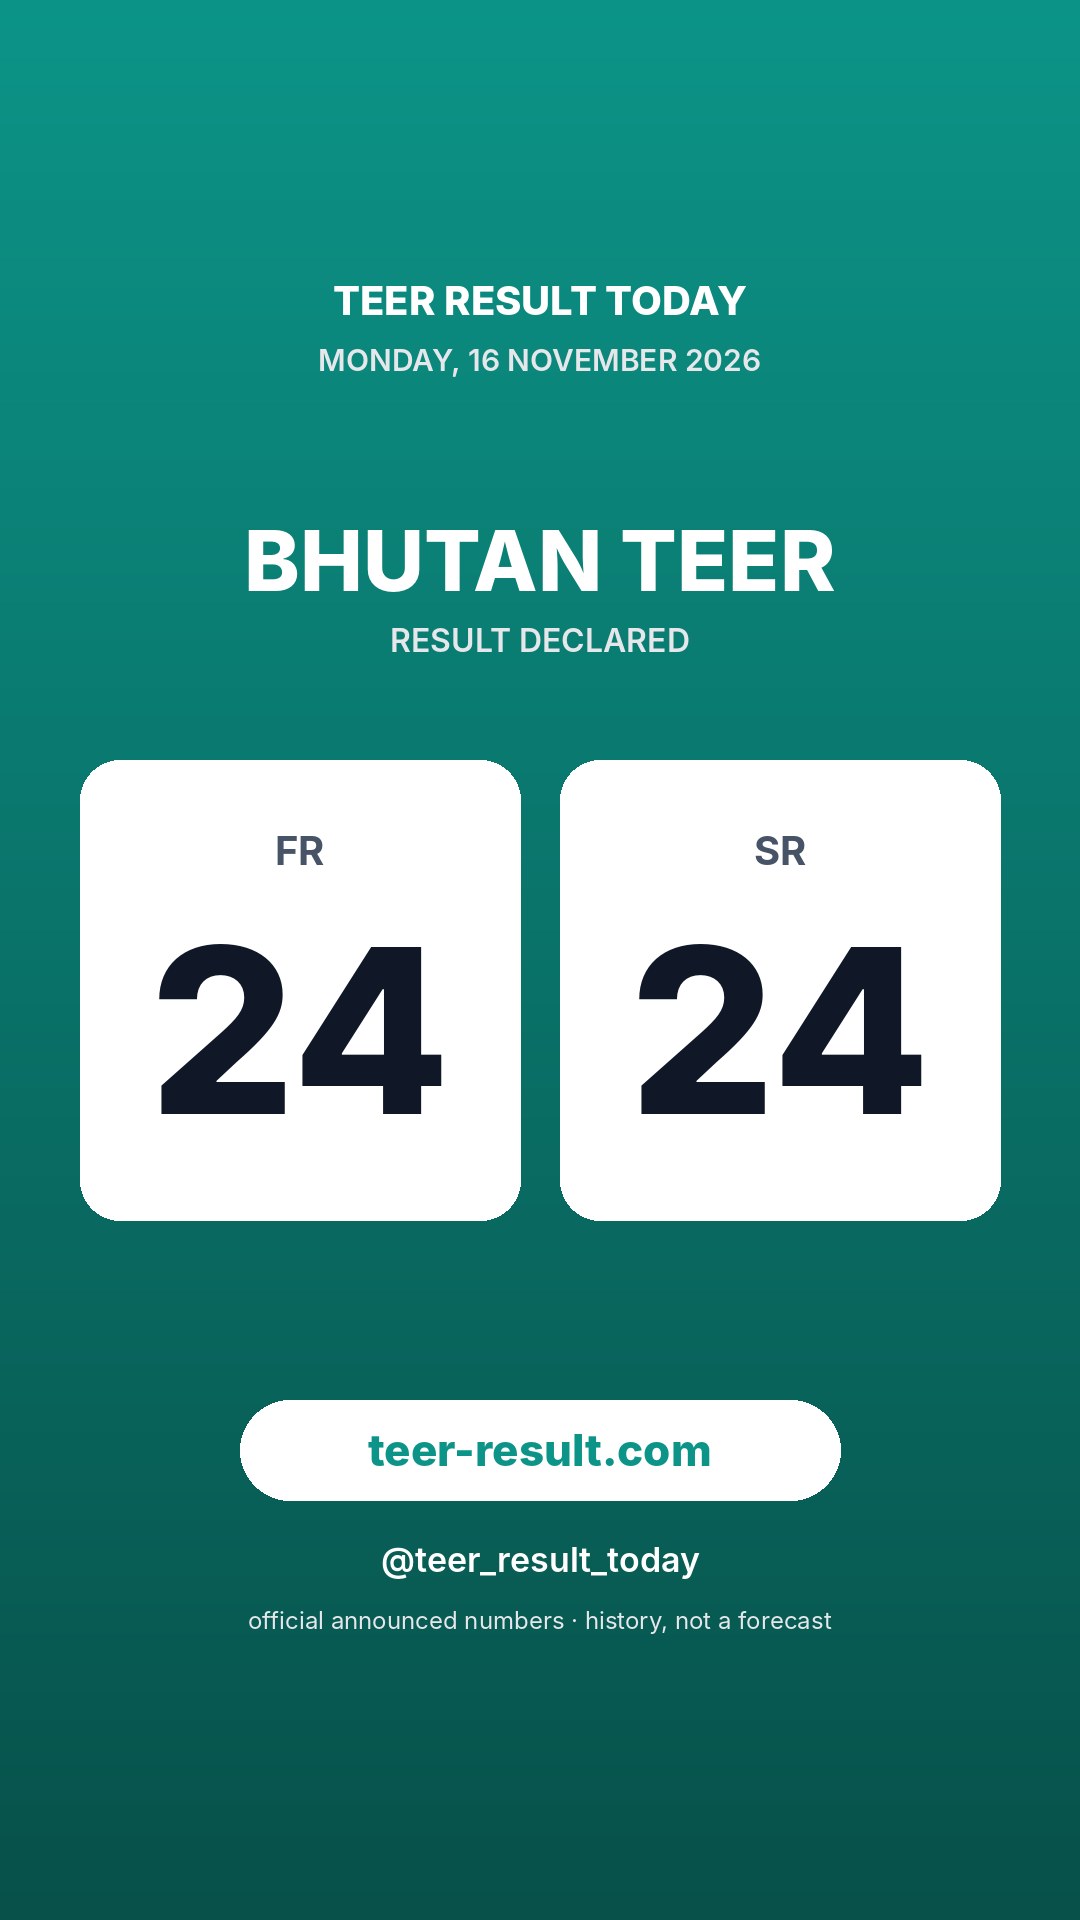 TEER RESULT TODAY
MONDAY, 16 NOVEMBER 2026
BHUTAN TEER
RESULT DECLARED
FR
24
SR
24
teer-result.com
@teer_result_today
official announced numbers · history, not a forecast